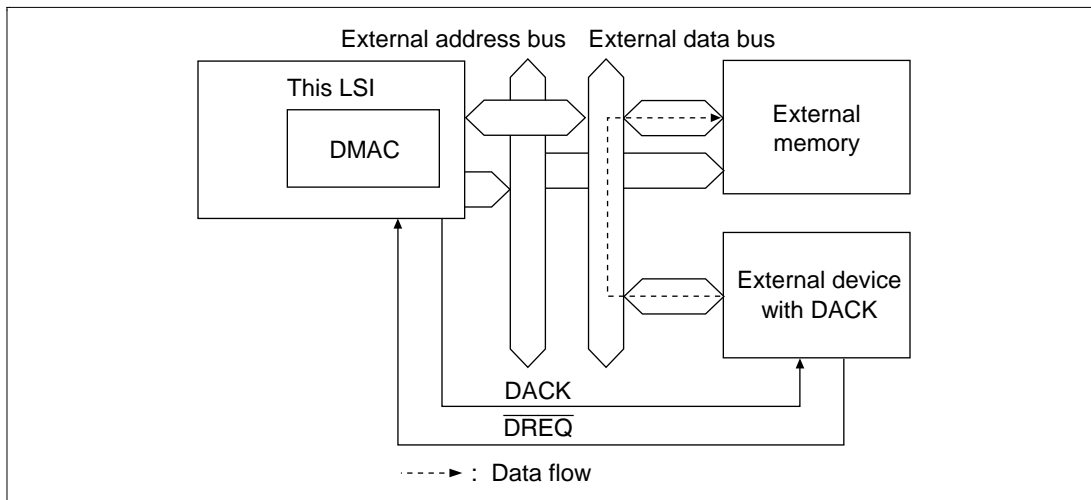 External address bus
External data bus
This LSI
DMAC
External
memory
External device
with DACK
DACK
DREQ
: Data flow